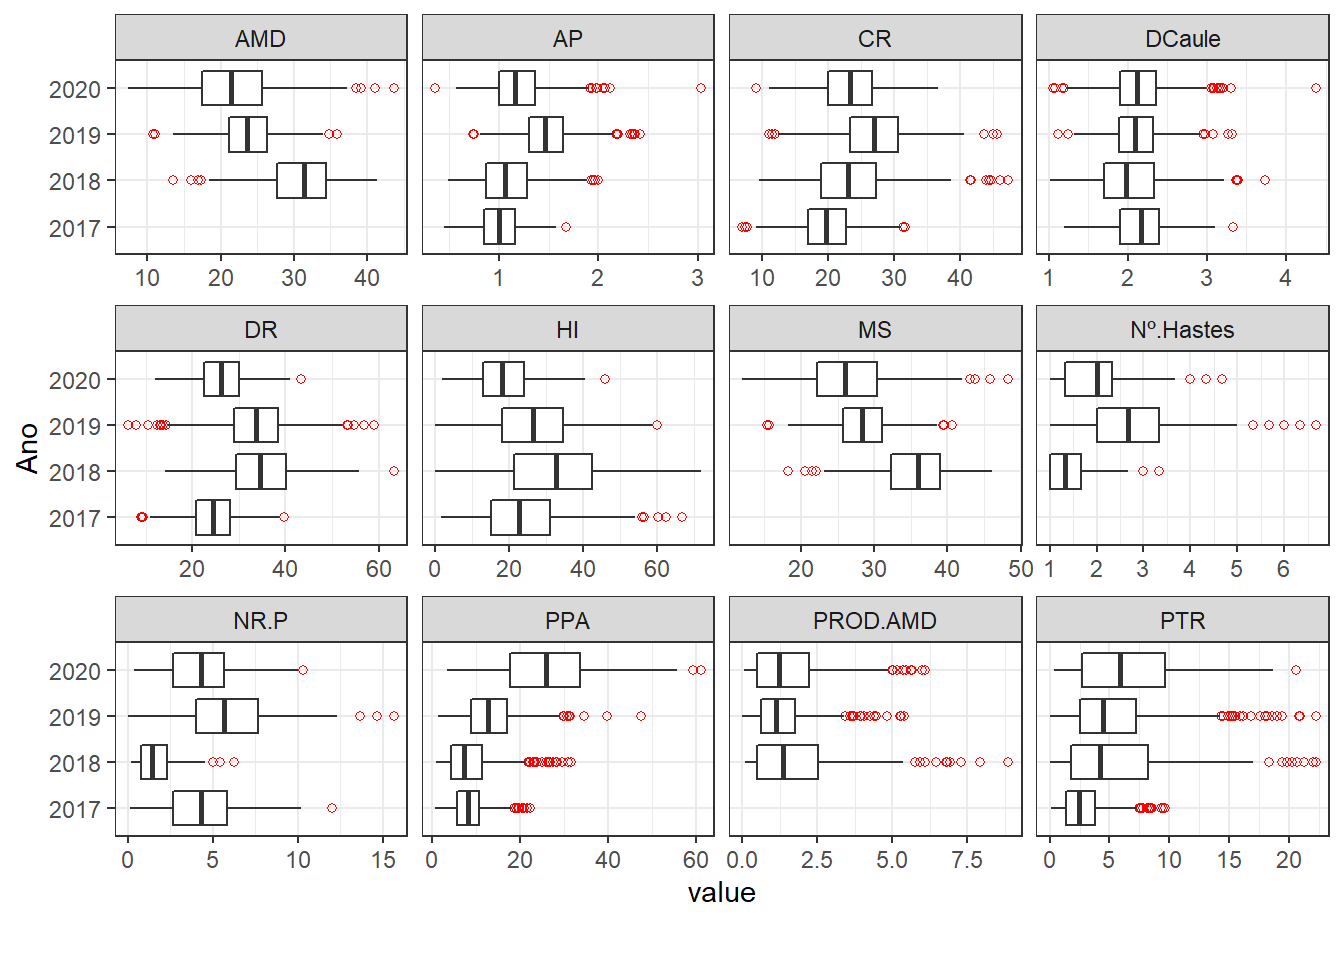 AMD AP CR DCaule
2020
2019
2018
2017
10 20 30 40 1 2 3 10 20 30 40 1 2 3 4
DR HI MS Nº.Hastes
2020
2019
2018
2017
20 40 60 0 20 40 60 20 30 40 50 1 2 3 4 5 6
Ano
NR.P PPA PROD.AMD PTR
2020
2019
2018
2017
0 5 10 15 0 20 40 60 0.0 2.5 5.0 7.5 0 5 10 15 20
value